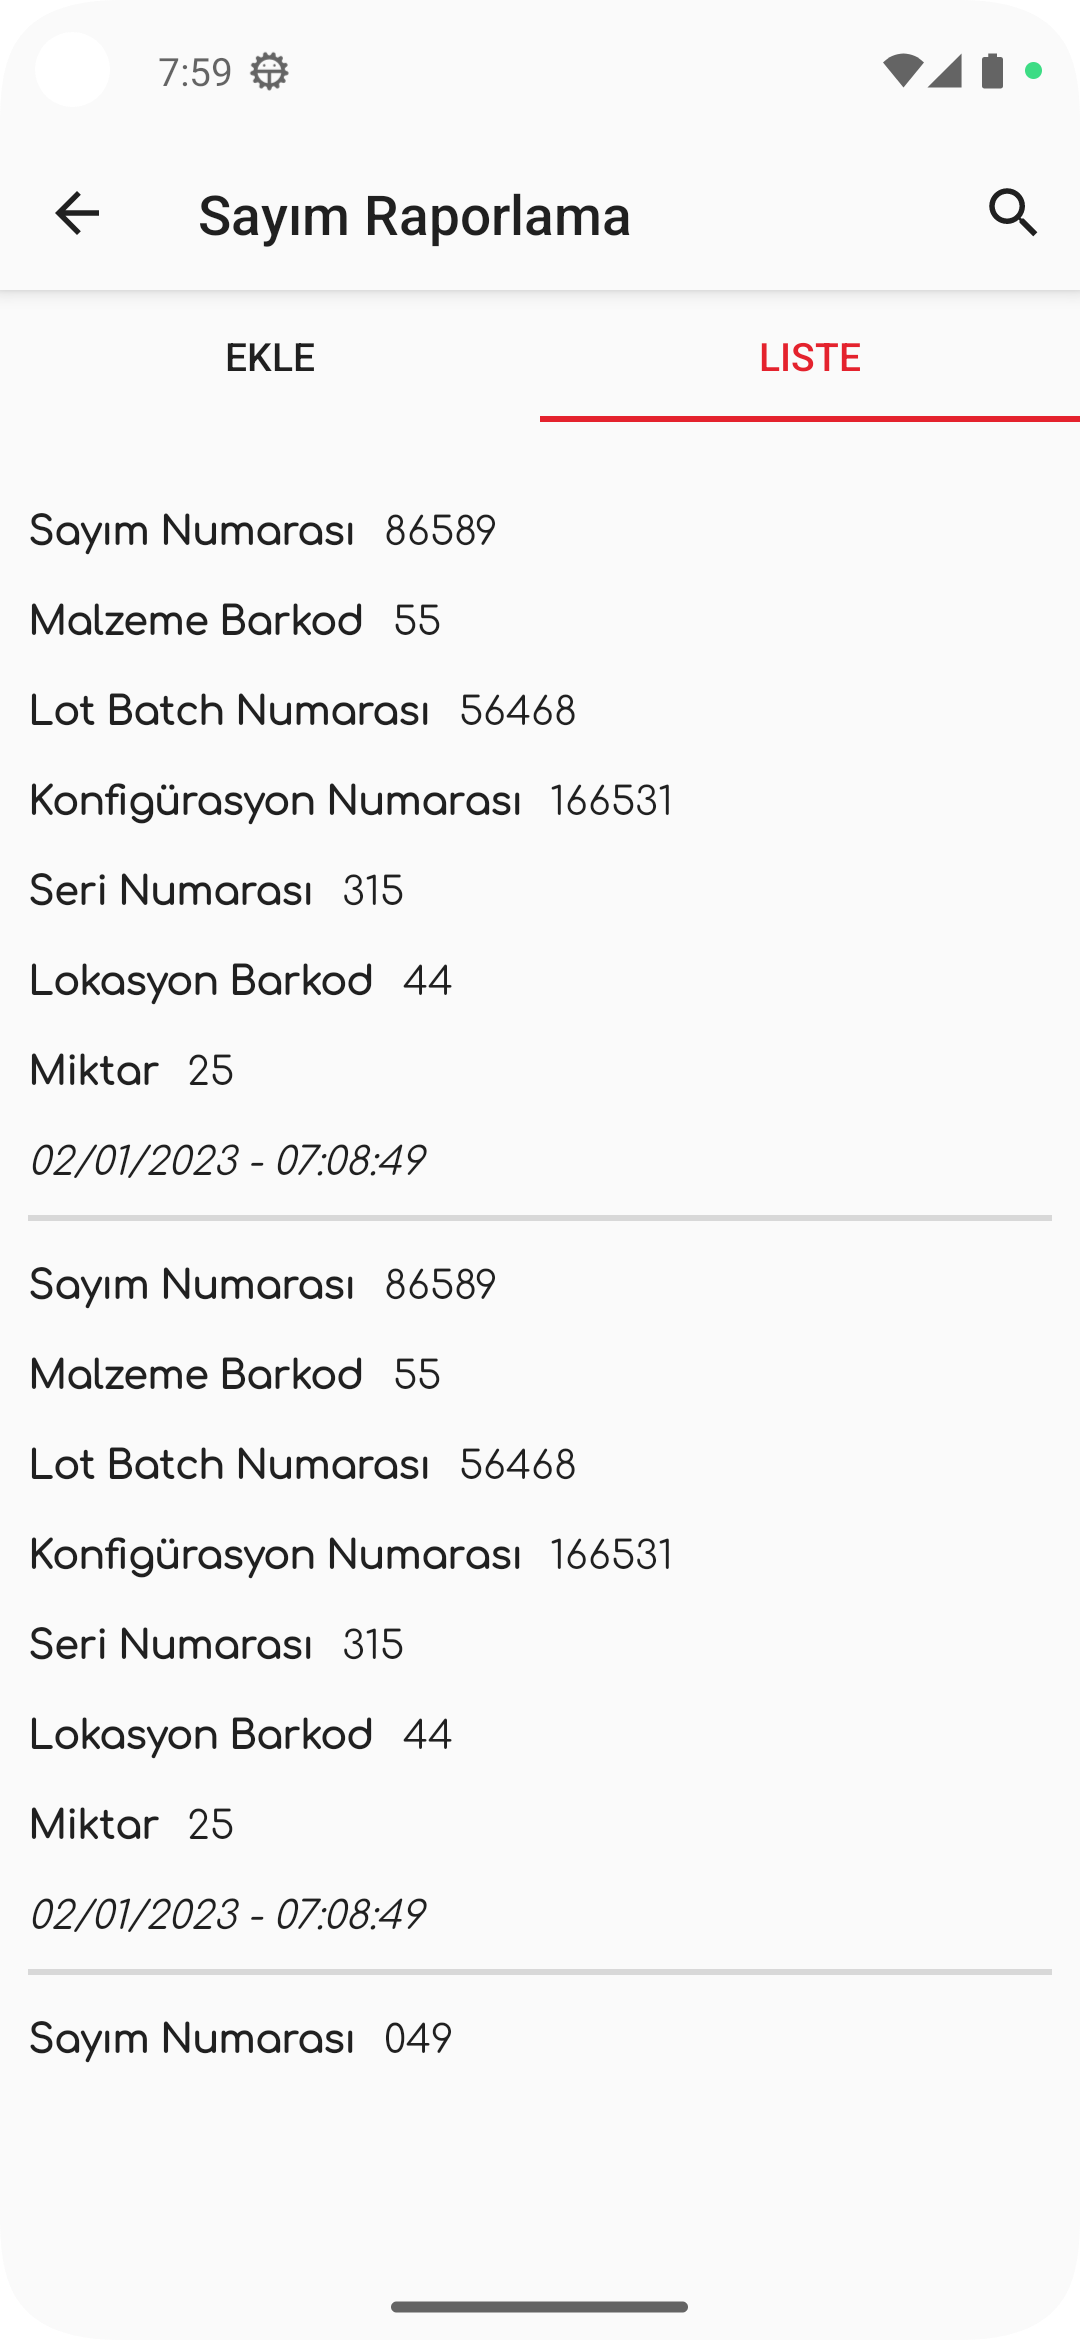 7:59
Sayım Raporlama
EKLE
LISTE
Sayım Numarası 86589
Malzeme Barkod 55
Lot Batch Numarası 56468
Konfigürasyon Numarası 166531
Seri Numarası 315
Lokasyon Barkod 44
Miktar 25
02/01/2023 - 07:08:49
Sayım Numarası 86589
Malzeme Barkod 55
Lot Batch Numarası 56468
Konfigürasyon Numarası 166531
Seri Numarası 315
Lokasyon Barkod 44
Miktar 25
02/01/2023 - 07:08:49
Sayım Numarası 049